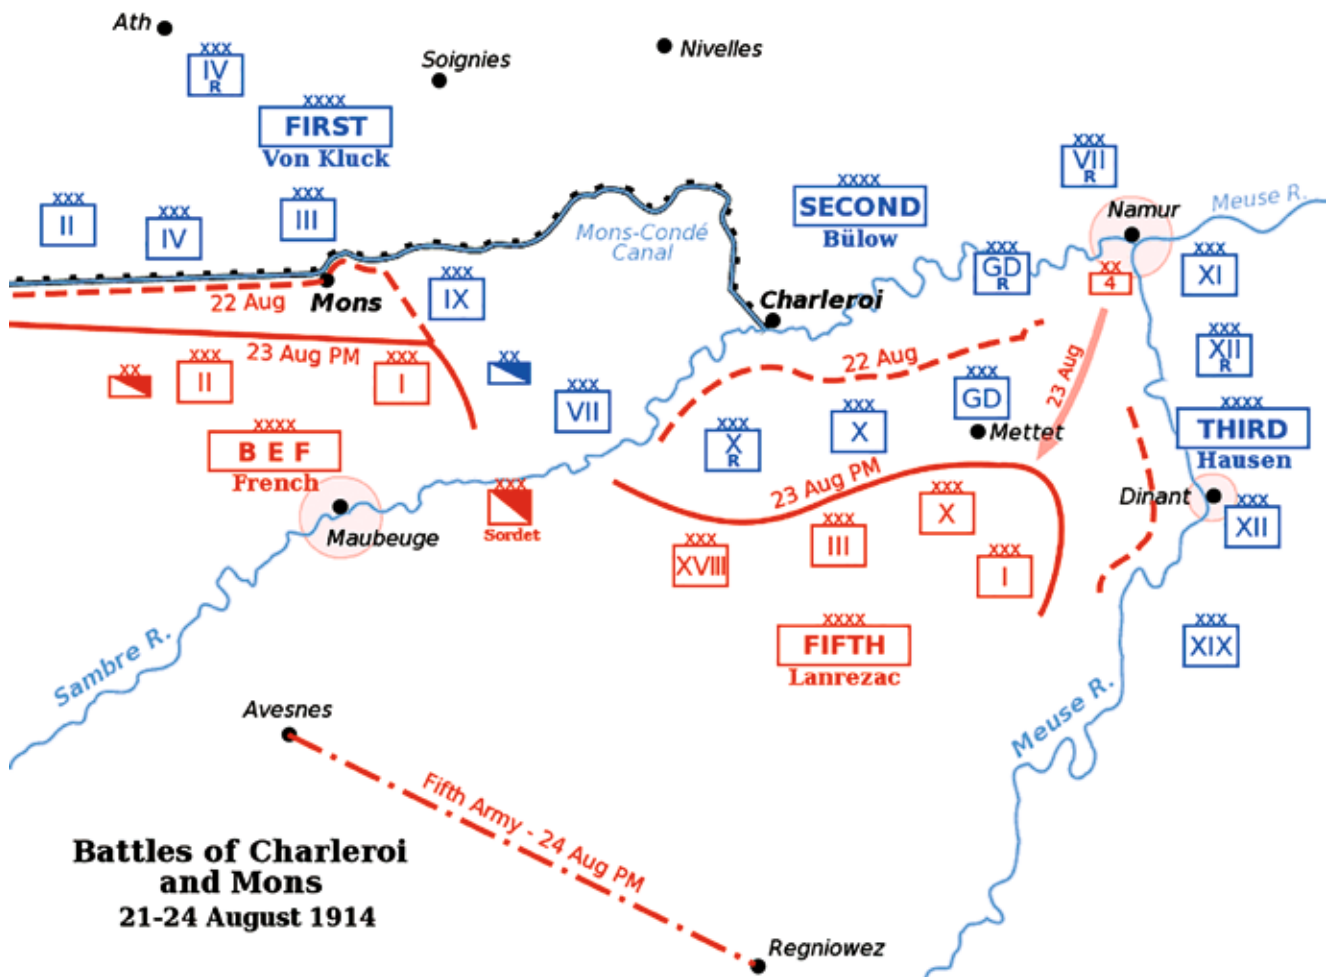 Ath
Soignies
Nivelles
XXX
IV
R
XXXX
FIRST
Von Kluck
XXX
II
XXX
IV
XXX
III
XXX
IX
Mons-Condé
Canal
XXXX
SECOND
Bülow
XXX
VII
R
Namur
Meuse R.
XXX
GD
R
XX
4
XXX
XI
22 Aug
Mons
Charleroi
23 Aug PM
XX
XXX
II
XXX
I
XX
XXX
VII
22 Aug
23 Aug
XXX
XII
R
XXX
GD
Mettet
XXX
X
R
XXX
X
XXXX
THIRD
Hausen
XXXX
B E F
French
Maubeuge
XXX
Sordet
23 Aug PM
XXX
X
Dinant
XXX
XII
XXX
XVIII
XXX
III
XXX
I
XXXX
FIFTH
Lanrezac
XXX
XIX
Sambre R.
Meuse R.
Avesnes
Fifth Army - 24 Aug PM
Regniowez
Battles of Charleroi
and Mons
21-24 August 1914